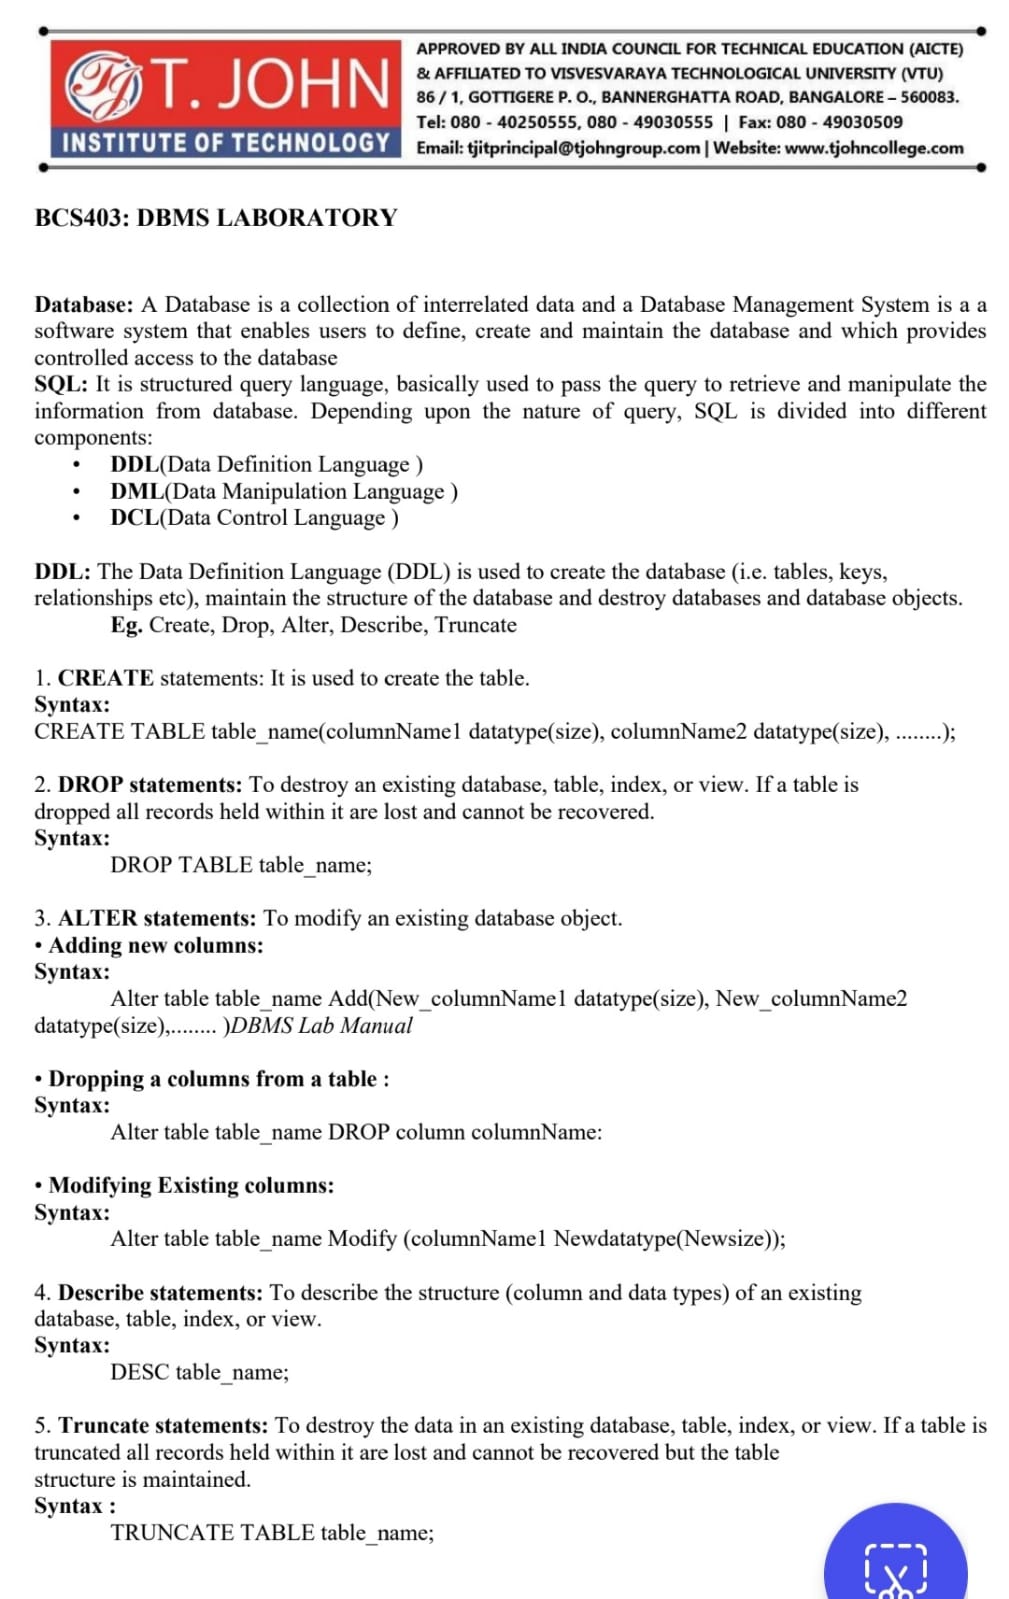 T. JOHN
INSTITUTE OF TECHNOLOGY
APPROVED BY ALL INDIA COUNCIL FOR TECHNICAL EDUCATION (AICTE)
& AFFILIATED TO VISVESVARAYA TECHNOLOGICAL UNIVERSITY (VTU)
86 / 1, GOTTIGERE P. O., BANNERGHATTA ROAD, BANGALORE – 560083.
Tel: 080 - 40250555, 080 - 49030555 | Fax: 080 - 49030509
Email: tjitprincipal@tjohngroup.com | Website: www.tjohncollege.com
BCS403: DBMS LABORATORY
Database: A Database is a collection of interrelated data and a Database Management System is a a
software system that enables users to define, create and maintain the database and which provides
controlled access to the database
SQL: It is structured query language, basically used to pass the query to retrieve and manipulate the
information from database. Depending upon the nature of query, SQL is divided into different
components:
• DDL(Data Definition Language )
• DML(Data Manipulation Language )
• DCL(Data Control Language )
DDL: The Data Definition Language (DDL) is used to create the database (i.e. tables, keys,
relationships etc), maintain the structure of the database and destroy databases and database objects.
Eg. Create, Drop, Alter, Describe, Truncate
1. CREATE statements: It is used to create the table.
Syntax:
CREATE TABLE table_name(columnName1 datatype(size), columnName2 datatype(size), ........);
2. DROP statements: To destroy an existing database, table, index, or view. If a table is
dropped all records held within it are lost and cannot be recovered.
Syntax:
DROP TABLE table_name;
3. ALTER statements: To modify an existing database object.
• Adding new columns:
Syntax:
Alter table table_name Add(New_columnName1 datatype(size), New_columnName2
datatype(size),........ )DBMS Lab Manual
• Dropping a columns from a table :
Syntax:
Alter table table_name DROP column columnName:
• Modifying Existing columns:
Syntax:
Alter table table_name Modify (columnName1 Newdatatype(Newsize));
4. Describe statements: To describe the structure (column and data types) of an existing
database, table, index, or view.
Syntax:
DESC table_name;
5. Truncate statements: To destroy the data in an existing database, table, index, or view. If a table is
truncated all records held within it are lost and cannot be recovered but the table
structure is maintained.
Syntax :
TRUNCATE TABLE table_name;